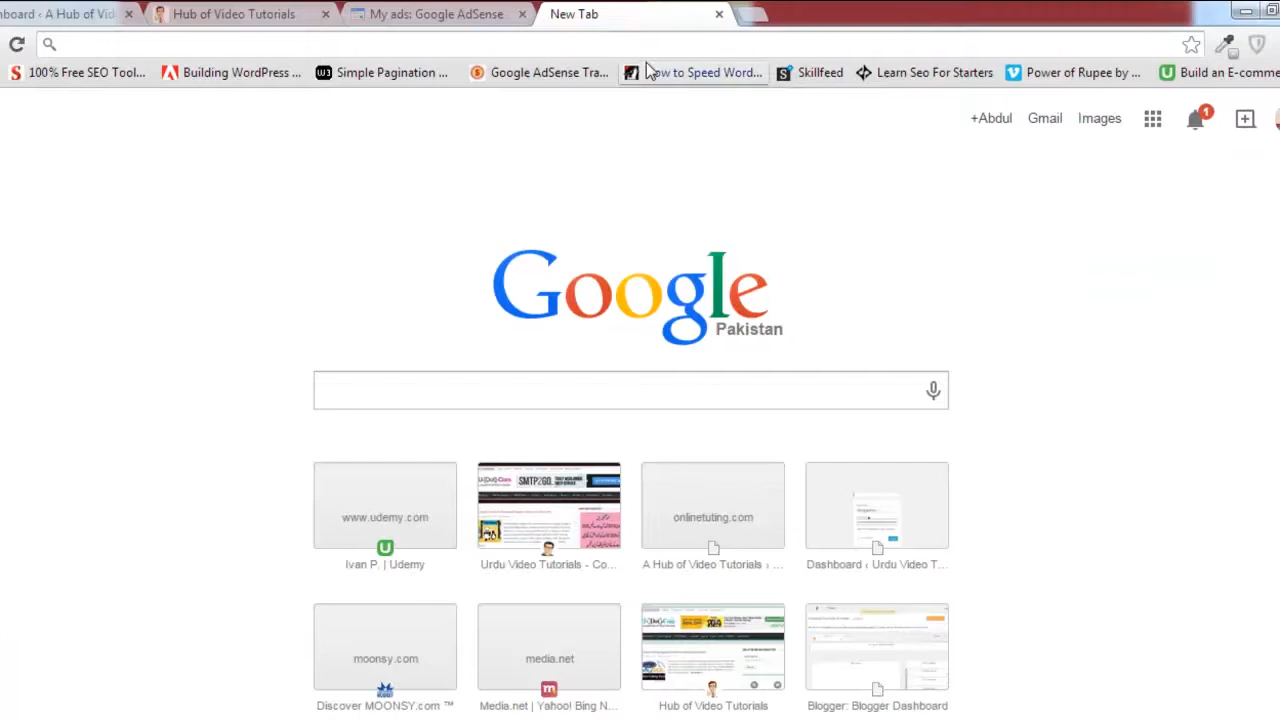 board ‹ A Hub of Vid
Hub of Video Tutorials
My ads: Google AdSense
New Tab
100% Free SEO Tool...
Building WordPress ...
Simple Pagination ...
Google AdSense Tra...
ow to Speed Word...
Skillfeed
Learn Seo For Starters
Power of Rupee by ...
Build an E-comme
+Abdul
Gmail
Images
1
Google
Pakistan
www.udemy.com
SMTP2GO
onlinetuting.com
Ivan P. | Udemy
Urdu Video Tutorials - Co...
A Hub of Video Tutorials › ...
Dashboard ‹ Urdu Video T...
moonsy.com
media.net
Discover MOONSY.com ™
Media.net | Yahoo! Bing N...
Hub of Video Tutorials
Blogger: Blogger Dashboard